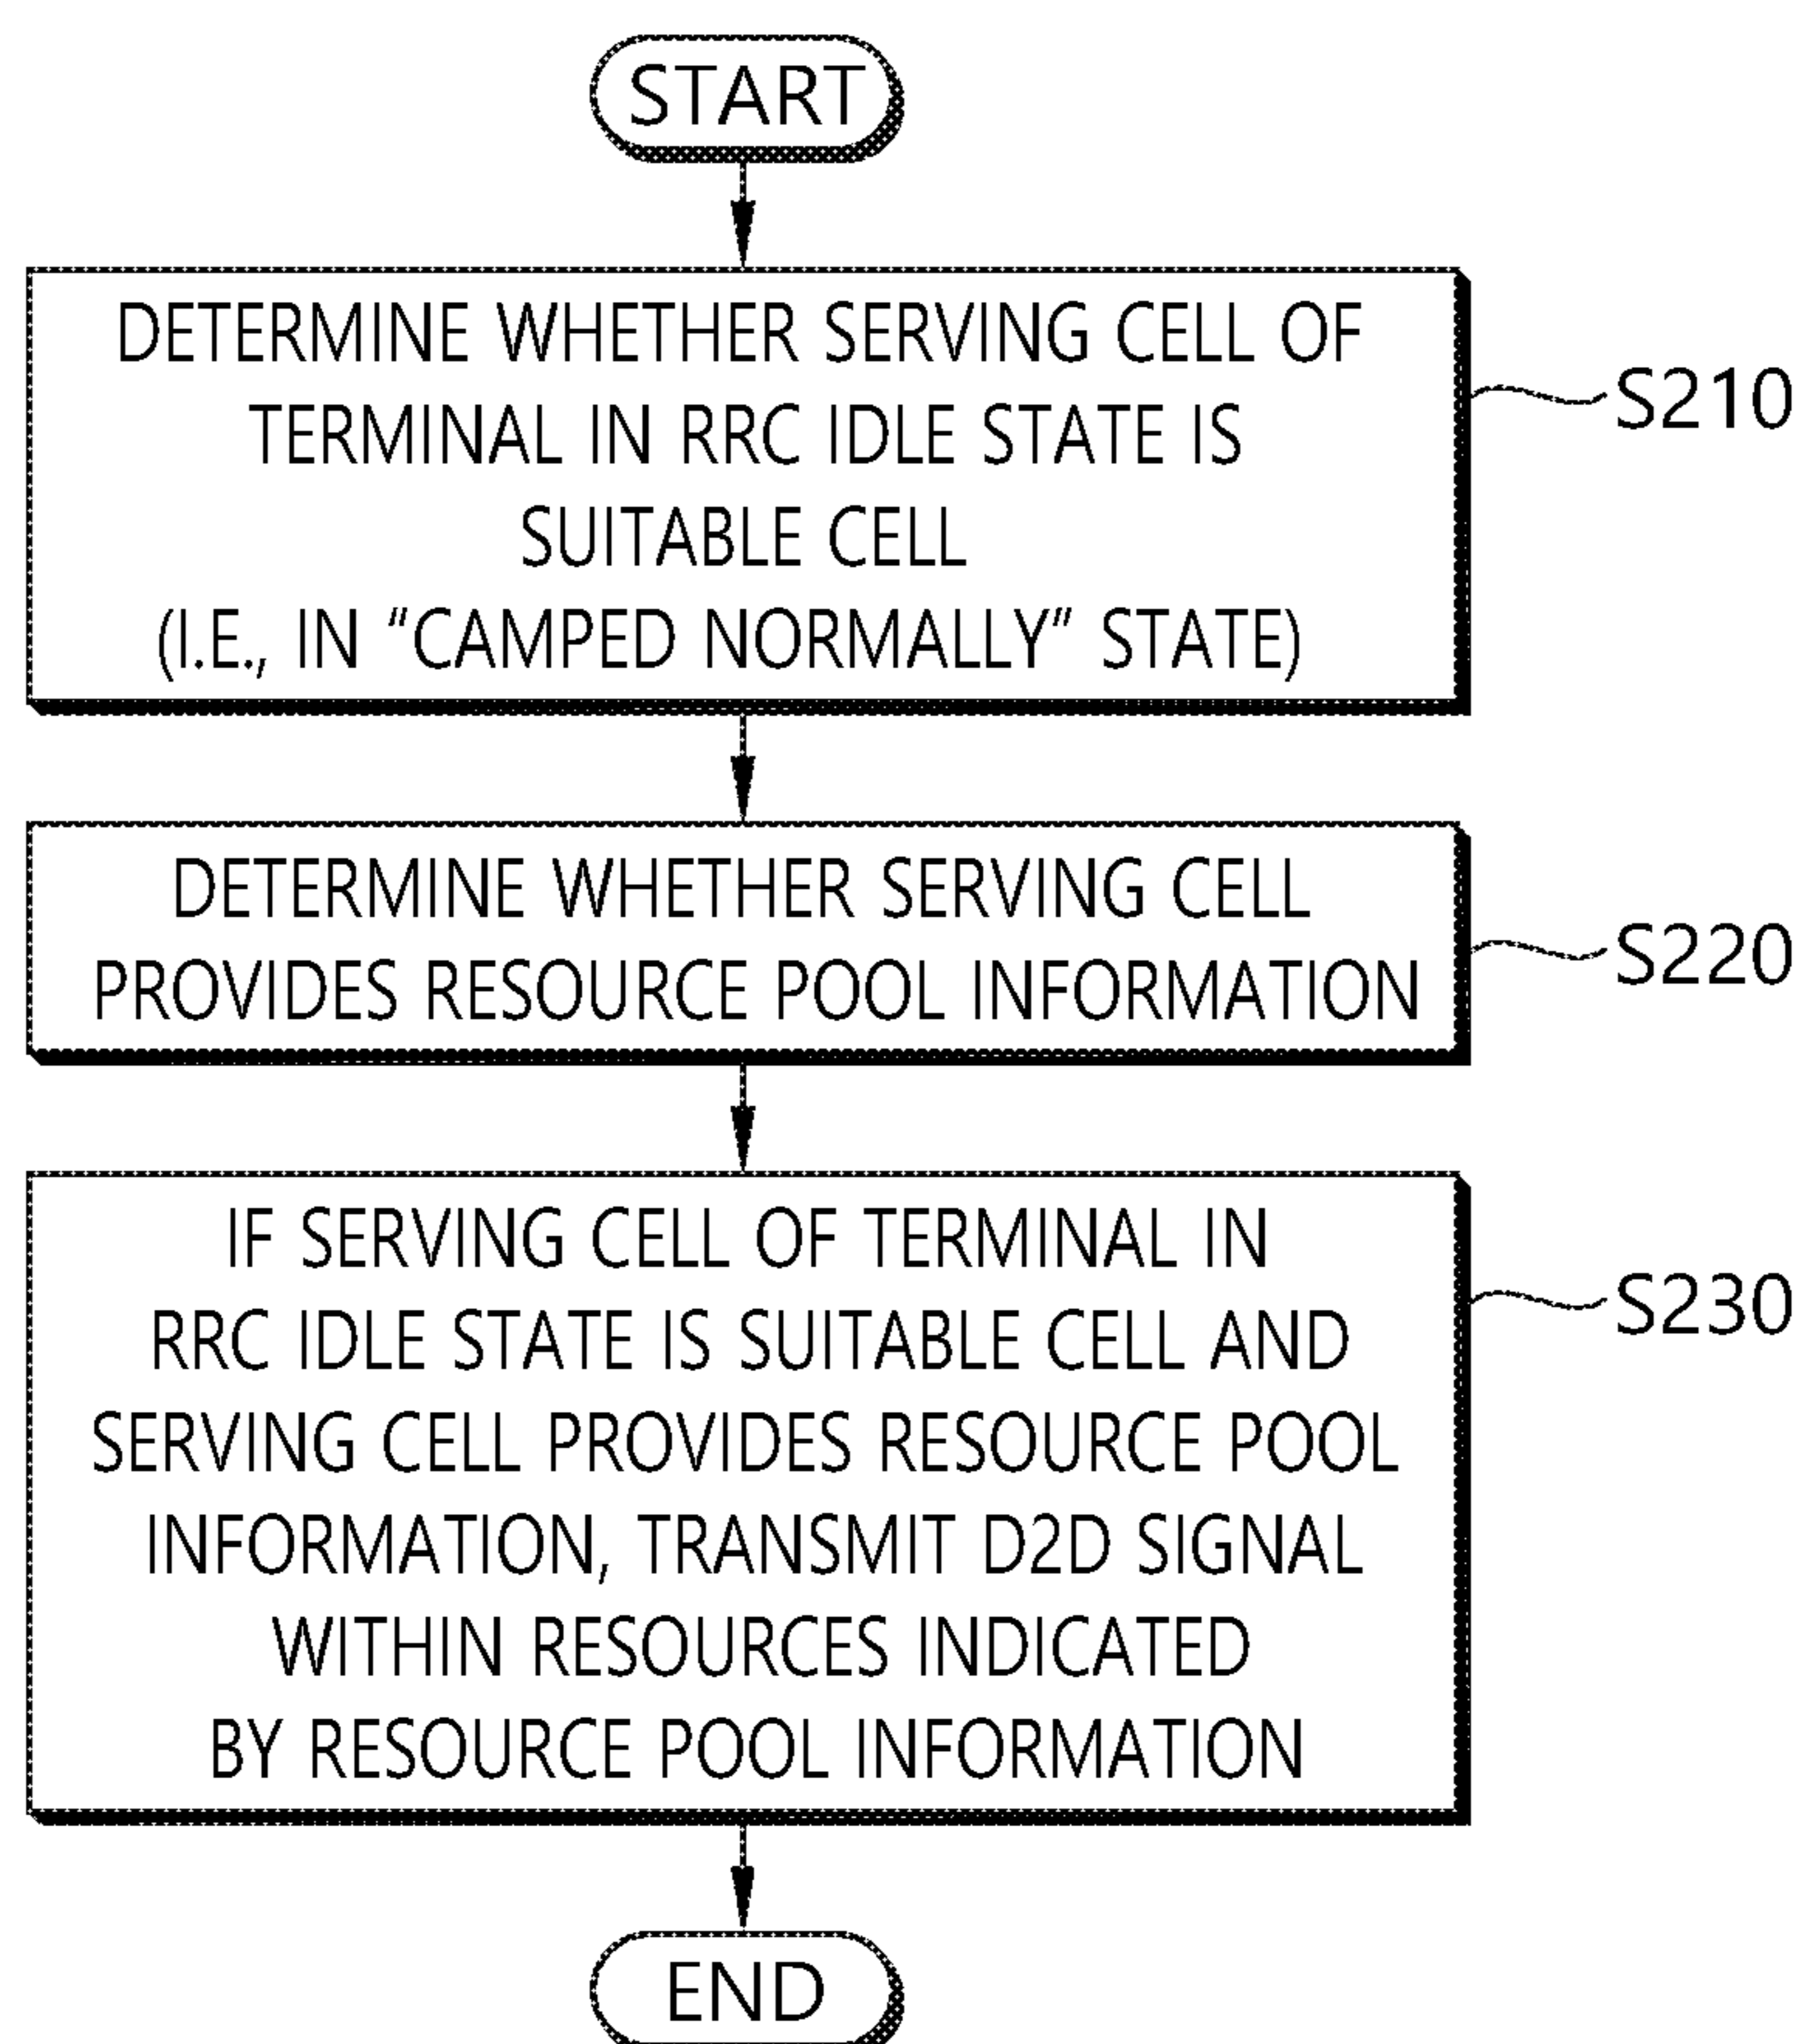 START
DETERMINE WHETHER SERVING CELL OF
TERMINAL IN RRC IDLE STATE IS
SUITABLE CELL
(I.E., IN "CAMPED NORMALLY" STATE)
S210
DETERMINE WHETHER SERVING CELL
PROVIDES RESOURCE POOL INFORMATION
S220
IF SERVING CELL OF TERMINAL IN
RRC IDLE STATE IS SUITABLE CELL AND
SERVING CELL PROVIDES RESOURCE POOL
INFORMATION, TRANSMIT D2D SIGNAL
WITHIN RESOURCES INDICATED
BY RESOURCE POOL INFORMATION
S230
END